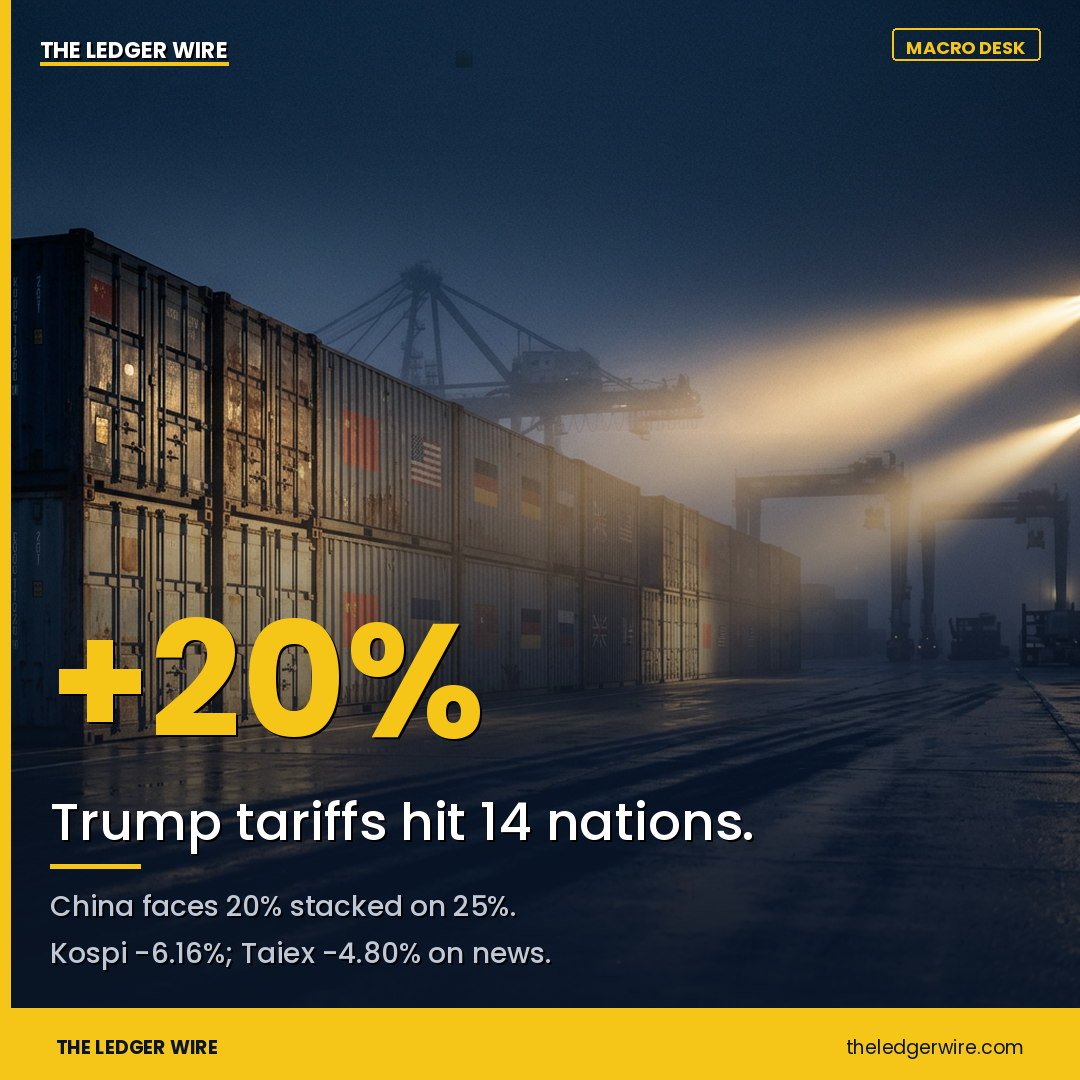 THE LEDGER WIRE
MACRO DESK
+20%
Trump tariffs hit 14 nations.
China faces 20% stacked on 25%.
Kospi -6.16%; Taiex -4.80% on news.
THE LEDGER WIRE
theledgerwire.com